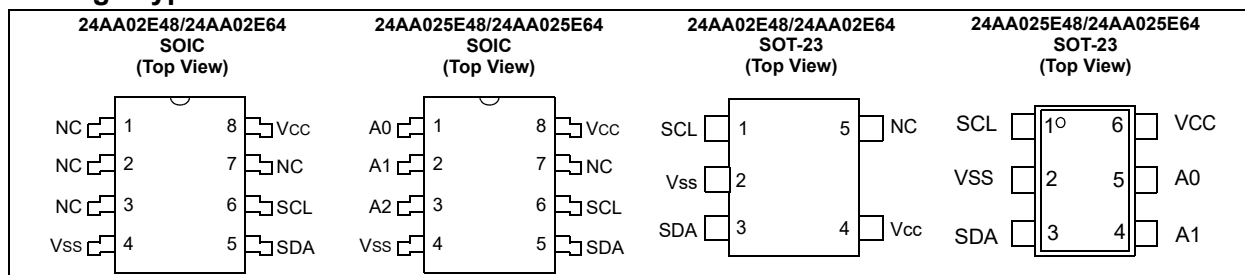 24AA02E48/24AA02E64
SOIC
(Top View)
NC 1 8 VCC
NC 2 7 NC
NC 3 6 SCL
VSS 4 5 SDA
24AA025E48/24AA025E64
SOIC
(Top View)
A0 1 8 VCC
A1 2 7 NC
A2 3 6 SCL
VSS 4 5 SDA
24AA02E48/24AA02E64
SOT-23
(Top View)
SCL 1 5 NC
Vss 2
SDA 3 4 Vcc
24AA025E48/24AA025E64
SOT-23
(Top View)
SCL 1 6 VCC
VSS 2 5 A0
SDA 3 4 A1